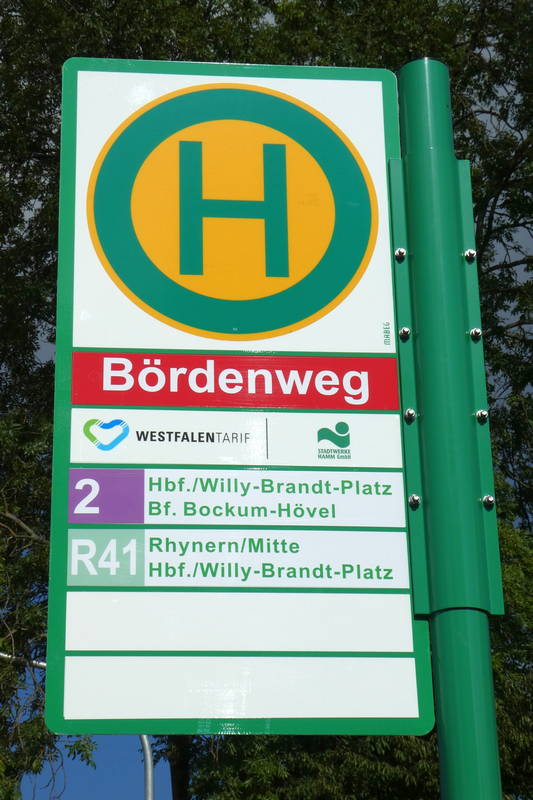 H
MABEG
Bördenweg
WESTFALENTARIF
STADTWERKE
HAMM GmbH
2
Hbf./Willy-Brandt-Platz
Bf. Bockum-Hövel
R41
Rhynern/Mitte
Hbf./Willy-Brandt-Platz